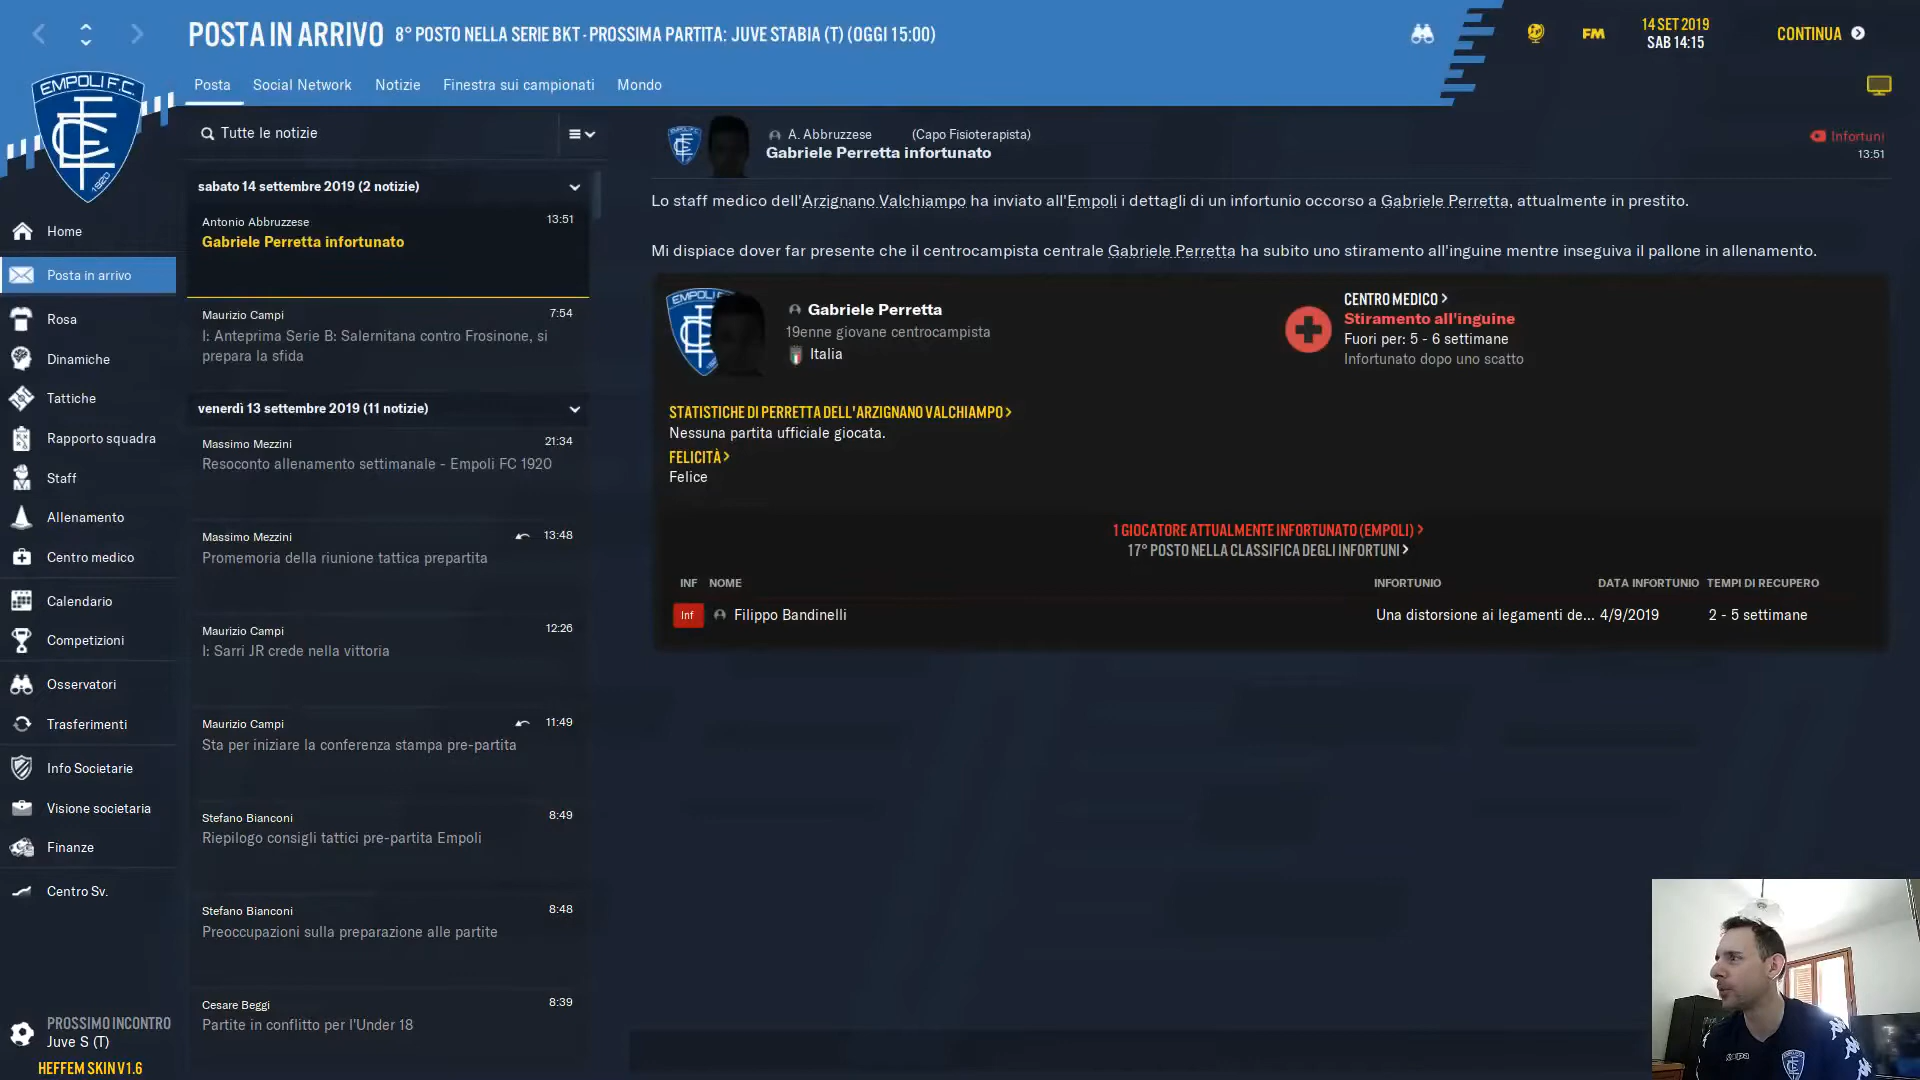 POSTA IN ARRIVO 8° POSTO NELLA SERIE BKT - PROSSIMA PARTITA: JUVE STABIA (T) (OGGI 15:00)
FM
14 SET 2019
SAB 14:15
CONTINUA
Posta Social Network Notizie Finestra sui campionati Mondo
EMPOLI F.C.
1920
Home
Posta in arrivo
Rosa
Dinamiche
Tattiche
Rapporto squadra
Staff
Allenamento
Centro medico
Calendario
Competizioni
Osservatori
Trasferimenti
Info Societarie
Visione societaria
Finanze
Centro Sv.
PROSSIMO INCONTRO
Juve S (T)
HEFFEM SKIN V1.6
Tutte le notizie
sabato 14 settembre 2019 (2 notizie)
Antonio Abbruzzese 13:51
Gabriele Perretta infortunato
Maurizio Campi 7:54
I: Anteprima Serie B: Salernitana contro Frosinone, si
prepara la sfida
venerdì 13 settembre 2019 (11 notizie)
Massimo Mezzini 21:34
Resoconto allenamento settimanale - Empoli FC 1920
Massimo Mezzini 13:48
Promemoria della riunione tattica prepartita
Maurizio Campi 12:26
I: Sarri JR crede nella vittoria
Maurizio Campi 11:49
Sta per iniziare la conferenza stampa pre-partita
Stefano Bianconi 8:49
Riepilogo consigli tattici pre-partita Empoli
Stefano Bianconi 8:48
Preoccupazioni sulla preparazione alle partite
Cesare Beggi 8:39
Partite in conflitto per l'Under 18
A. Abbruzzese (Capo Fisioterapista)
Gabriele Perretta infortunato
Infortuni
13:51
Lo staff medico dell'Arzignano Valchiampo ha inviato all'Empoli i dettagli di un infortunio occorso a Gabriele Perretta, attualmente in prestito.
Mi dispiace dover far presente che il centrocampista centrale Gabriele Perretta ha subito uno stiramento all'inguine mentre inseguiva il pallone in allenamento.
EMPOLI F
Gabriele Perretta
19enne giovane centrocampista
Italia
CENTRO MEDICO
Stiramento all'inguine
Fuori per: 5 - 6 settimane
Infortunato dopo uno scatto
STATISTICHE DI PERRETTA DELL'ARZIGNANO VALCHIAMPO
Nessuna partita ufficiale giocata.
FELICITÀ
Felice
1 GIOCATORE ATTUALMENTE INFORTUNATO (EMPOLI)
17° POSTO NELLA CLASSIFICA DEGLI INFORTUNI
INF NOME INFORTUNIO DATA INFORTUNIO TEMPI DI RECUPERO
Inf Filippo Bandinelli Una distorsione ai legamenti de... 4/9/2019 2 - 5 settimane
Kappa